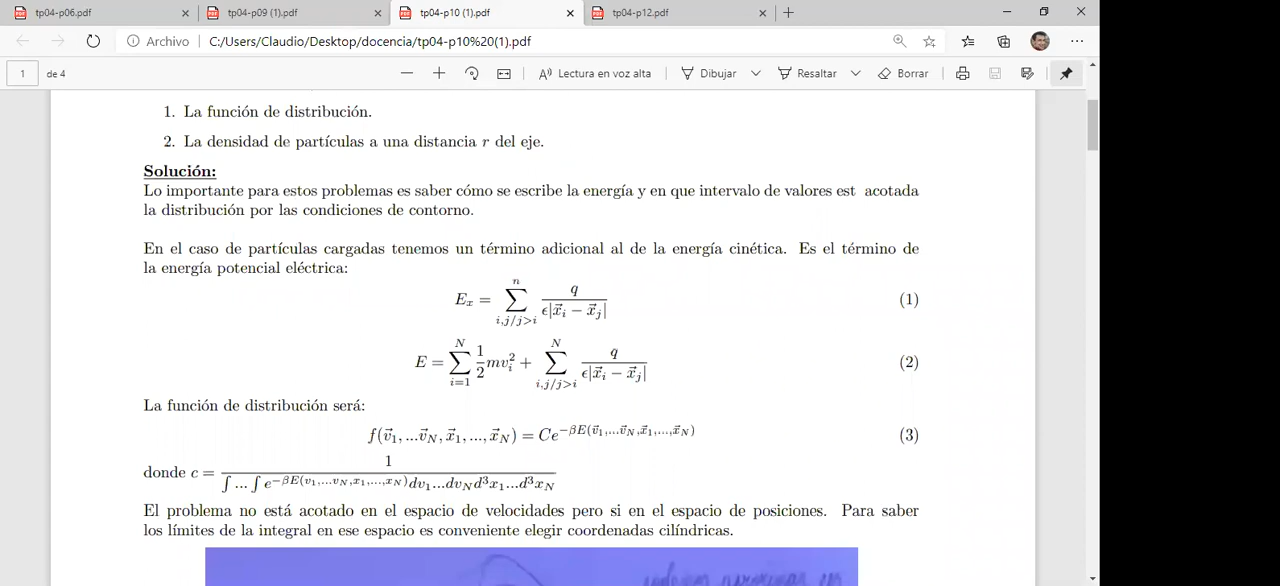 tp04-p06.pdf
tp04-p09 (1).pdf
tp04-p10 (1).pdf
tp04-p12.pdf
Archivo
C:/Users/Claudio/Desktop/docencia/tp04-p10%20(1).pdf
1 de 4
Lectura en voz alta
Dibujar
Resaltar
Borrar
1. La función de distribución.
2. La densidad de partículas a una distancia r del eje.
Solución:
Lo importante para estos problemas es saber cómo se escribe la energía y en que intervalo de valores est acotada
la distribución por las condiciones de contorno.
En el caso de partículas cargadas tenemos un término adicional al de la energía cinética. Es el término de
la energía potencial eléctrica:
E_x = \sum_{i,j/j>i}^{n} \frac{q}{\epsilon|\vec{x}_i - \vec{x}_j|} (1)
E = \sum_{i=1}^{N} \frac{1}{2} m v_i^2 + \sum_{i,j/j>i}^{N} \frac{q}{\epsilon|\vec{x}_i - \vec{x}_j|} (2)
La función de distribución será:
f(\vec{v}_1, ...\vec{v}_N, \vec{x}_1, ..., \vec{x}_N) = Ce^{-\beta E(\vec{v}_1,...\vec{v}_N,\vec{x}_1,...,\vec{x}_N)} (3)
donde c = \frac{1}{\int ... \int e^{-\beta E(v_1,...v_N,x_1,...,x_N)} dv_1...dv_N d^3x_1...d^3x_N}
El problema no está acotado en el espacio de velocidades pero si en el espacio de posiciones. Para saber
los límites de la integral en ese espacio es conveniente elegir coordenadas cilíndricas.